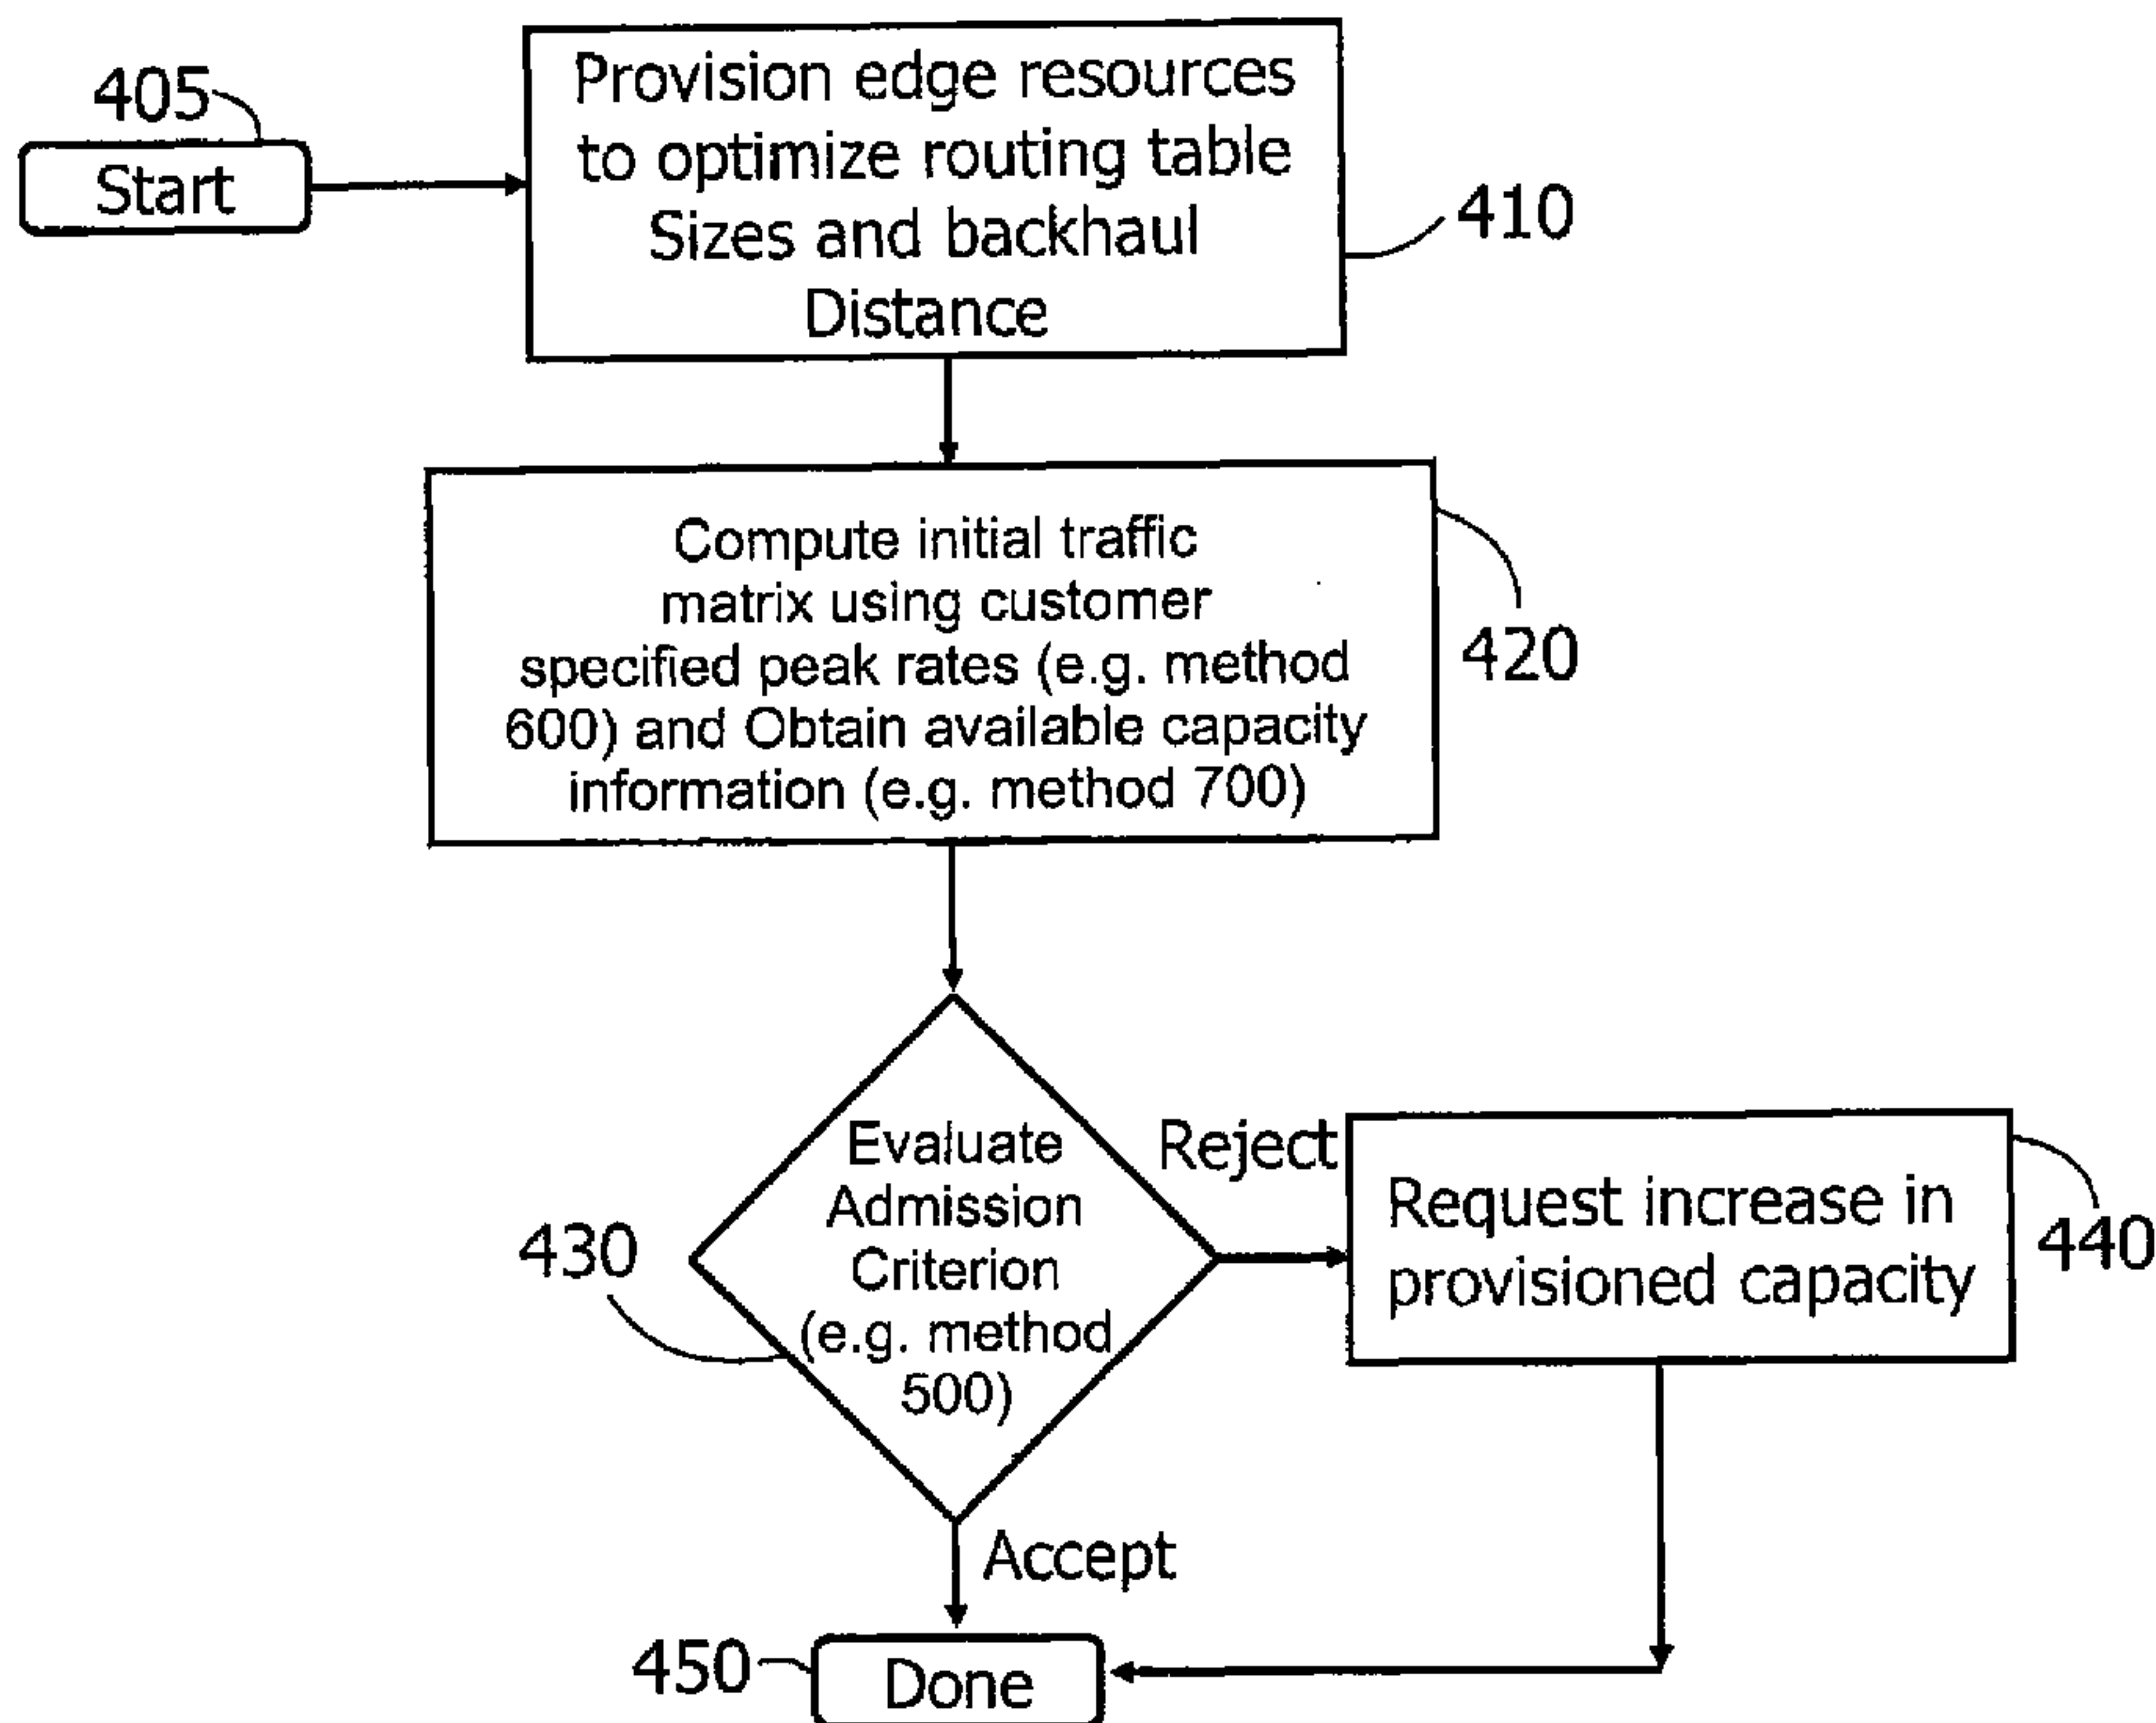 405
Start
Provision edge resources
to optimize routing table
Sizes and backhaul
Distance
410
Compute initial traffic
matrix using customer
specified peak rates (e.g. method
600) and Obtain available capacity
information (e.g. method 700)
420
Evaluate
Admission
Criterion
(e.g. method
500)
430
Reject
Request increase in
provisioned capacity
440
Accept
450
Done